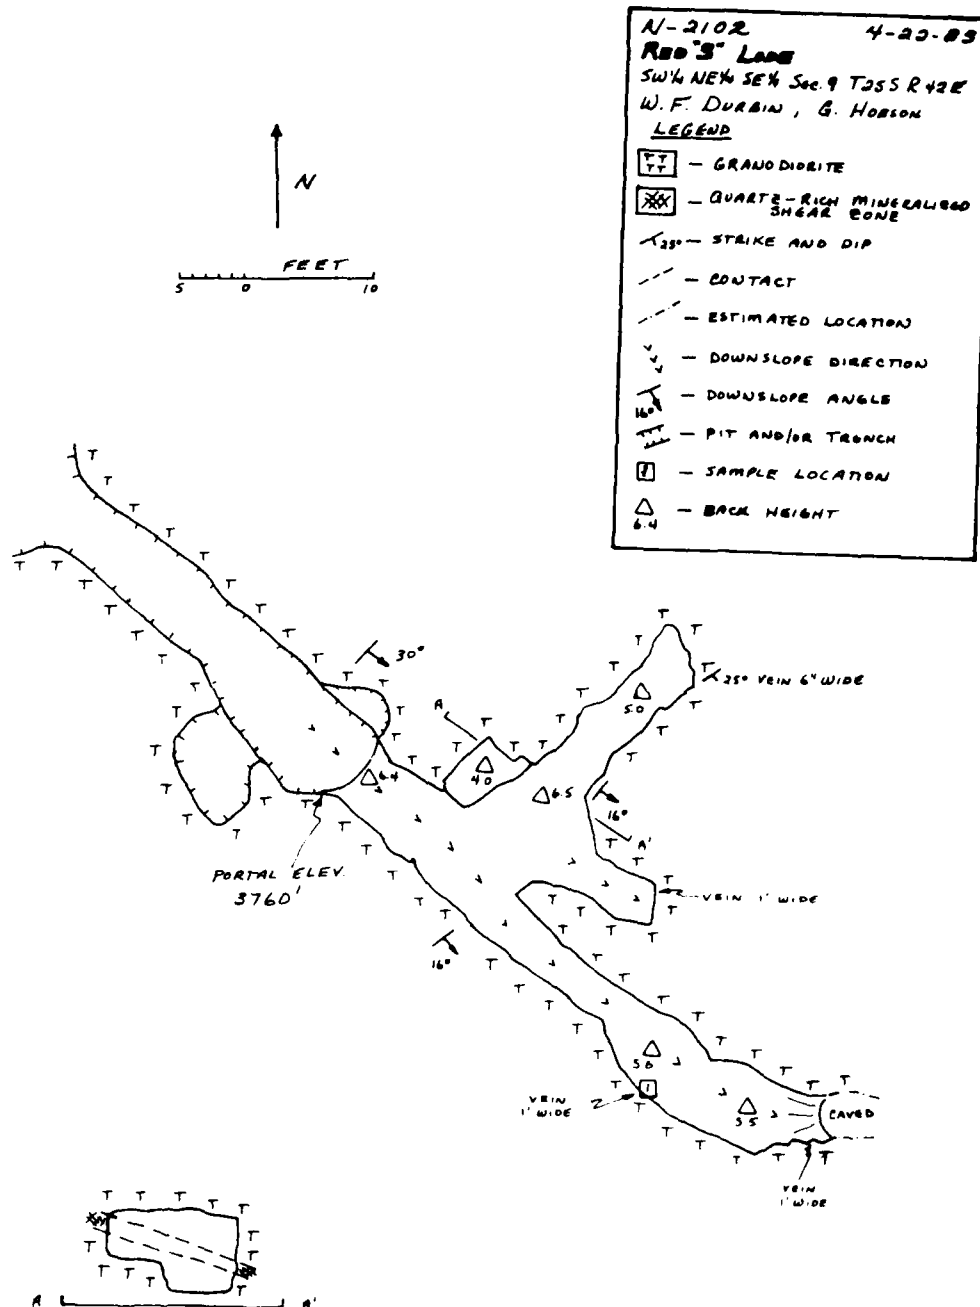 N-2102 4-22-83
RED "S" LODE
SW¼ NE¼ SE¼ Sec. 9 T25S R42E
W. F. DURBIN, G. HOBSON
LEGEND
T T
T T
- GRANODIORITE
- QUARTZ-RICH MINERALIZED
SHEAR ZONE
25° - STRIKE AND DIP
- CONTACT
- ESTIMATED LOCATION
- DOWNSLOPE DIRECTION
16° - DOWNSLOPE ANGLE
- PIT AND/OR TRENCH
1 - SAMPLE LOCATION
6.4 - BACK HEIGHT
N
FEET
5 0 10
30°
25° VEIN 6" WIDE
5.0
A
4.0
6.4
6.5
16°
A'
PORTAL ELEV.
3760'
VEIN 1' WIDE
16°
VEIN
1' WIDE
1
5.5
CAVED
VEIN
1' WIDE
A A'